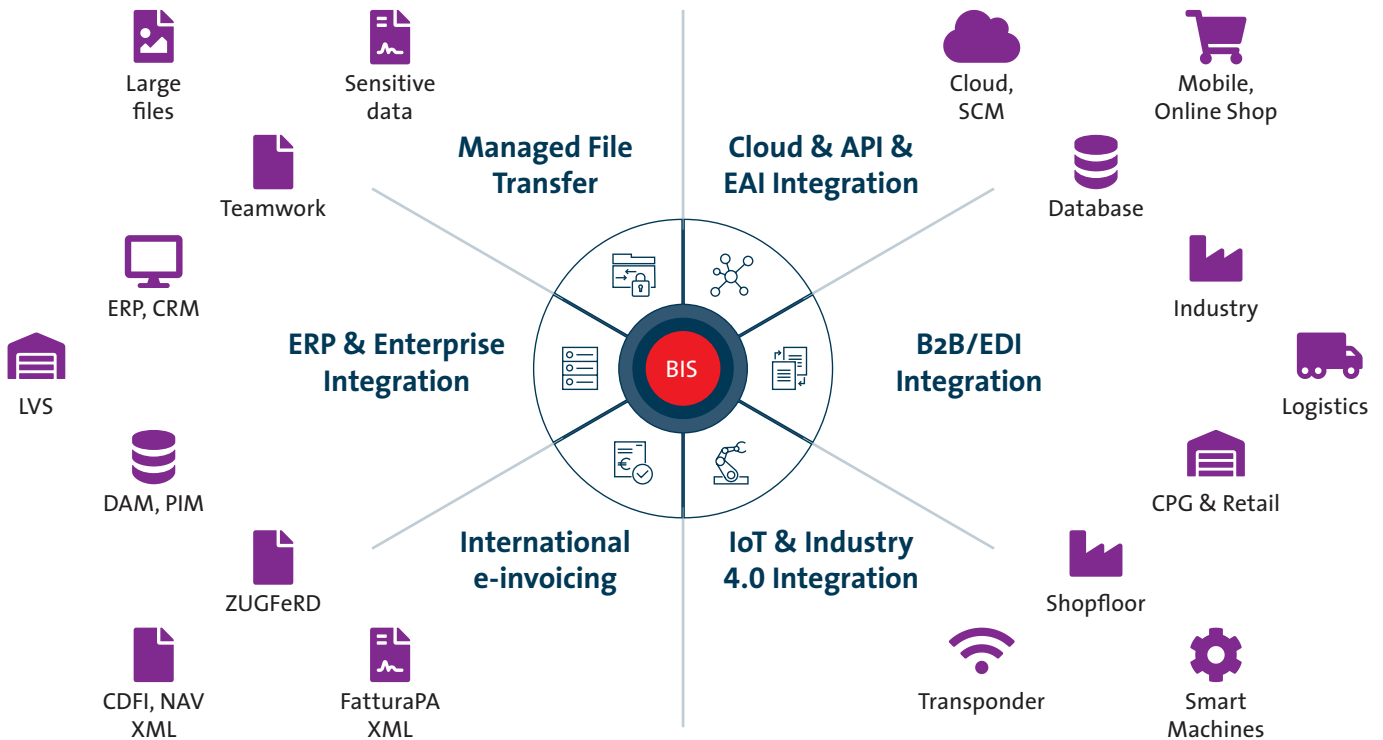 Large
files
Sensitive
data
Teamwork
Managed File
Transfer
Cloud & API &
EAI Integration
Cloud,
SCM
Mobile,
Online Shop
Database
ERP, CRM
LVS
DAM, PIM
ERP & Enterprise
Integration
BIS
B2B/EDI
Integration
Industry
Logistics
CPG & Retail
International
e-invoicing
ZUGFeRD
CDFI, NAV
XML
FatturaPA
XML
IoT & Industry
4.0 Integration
Shopfloor
Transponder
Smart
Machines